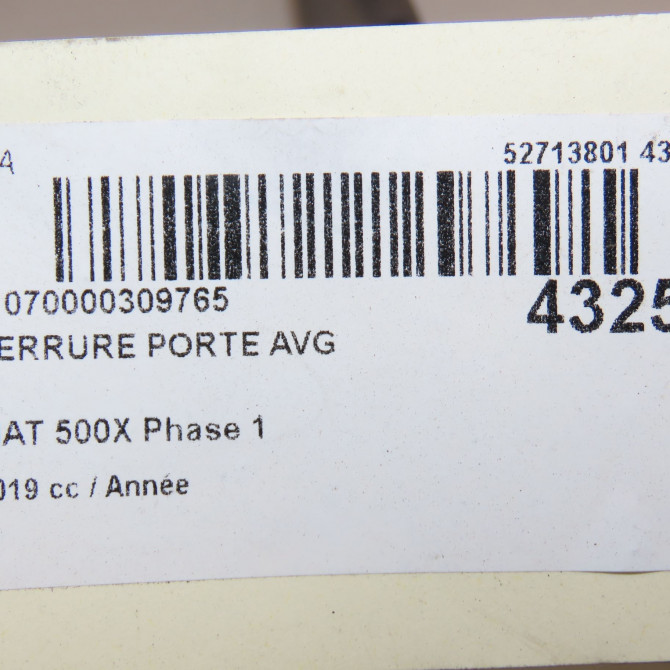 A 52713801 43
070000309765
4325
ERRURE PORTE AVG
AT 500X Phase 1
019 cc / Année